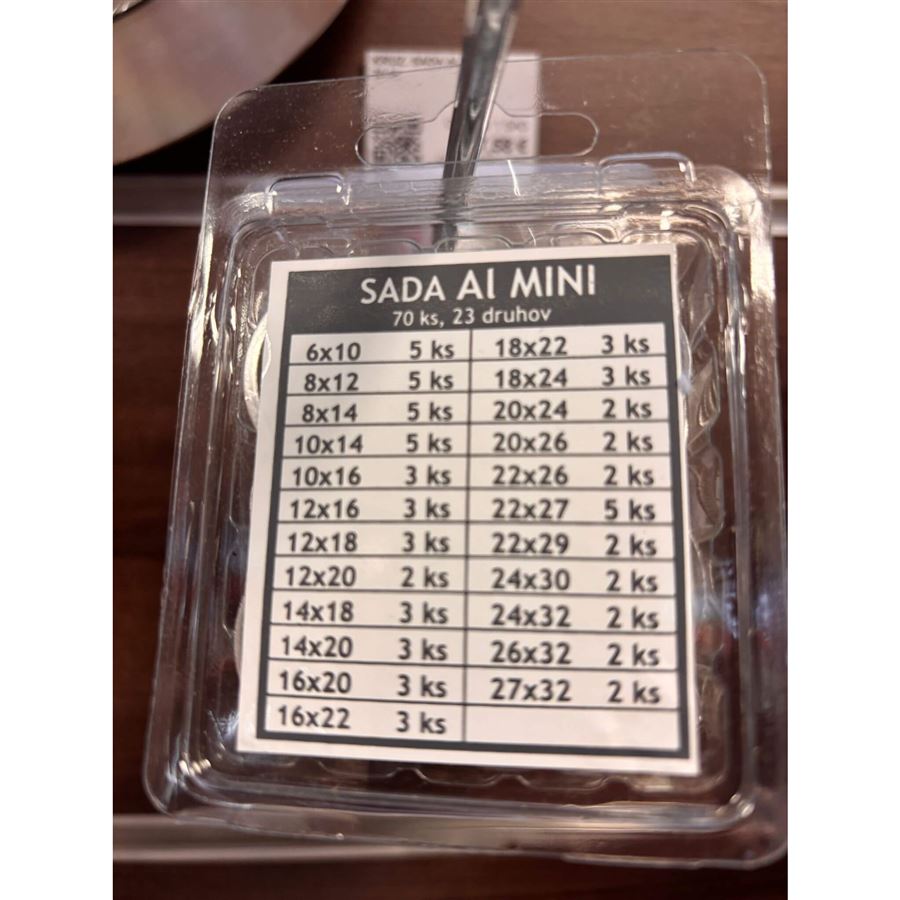 SADA Al MINI
70 ks, 23 druhov
6x10 5 ks 18x22 3 ks
8x12 5 ks 18x24 3 ks
8x14 5 ks 20x24 2 ks
10x14 5 ks 20x26 2 ks
10x16 3 ks 22x26 2 ks
12x16 3 ks 22x27 5 ks
12x18 3 ks 22x29 2 ks
12x20 2 ks 24x30 2 ks
14x18 3 ks 24x32 2 ks
14x20 3 ks 26x32 2 ks
16x20 3 ks 27x32 2 ks
16x22 3 ks